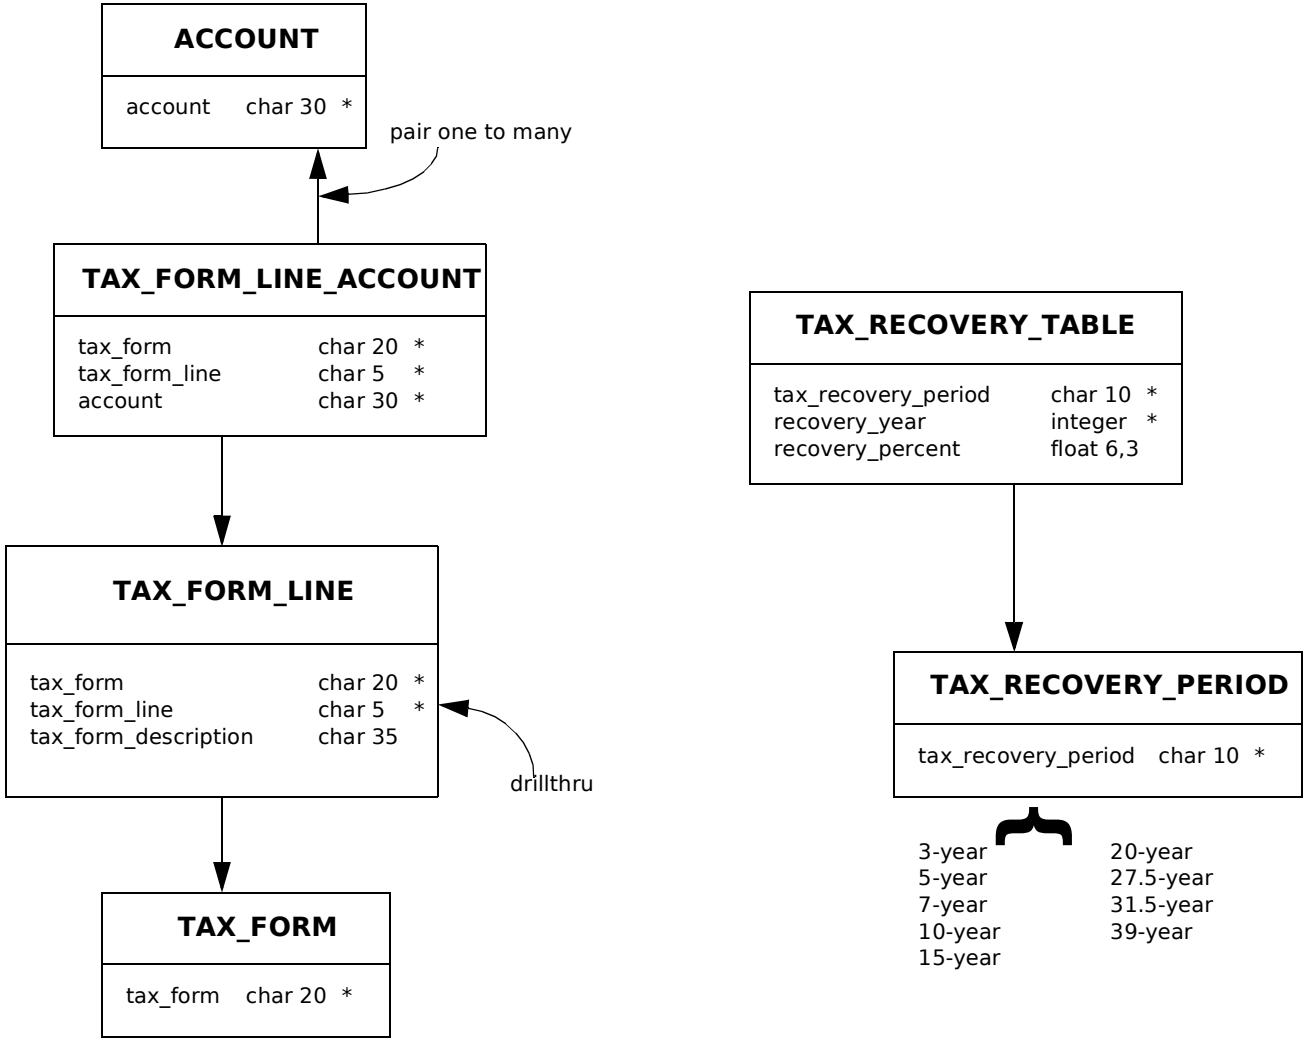 ACCOUNT
account char 30 *
pair one to many
TAX_FORM_LINE_ACCOUNT
tax_form char 20 *
tax_form_line char 5 *
account char 30 *
TAX_FORM_LINE
tax_form char 20 *
tax_form_line char 5 *
tax_form_description char 35
drillthru
TAX_FORM
tax_form char 20 *
TAX_RECOVERY_TABLE
tax_recovery_period char 10 *
recovery_year integer *
recovery_percent float 6,3
TAX_RECOVERY_PERIOD
tax_recovery_period char 10 *
3-year
5-year
7-year
10-year
15-year
20-year
27.5-year
31.5-year
39-year